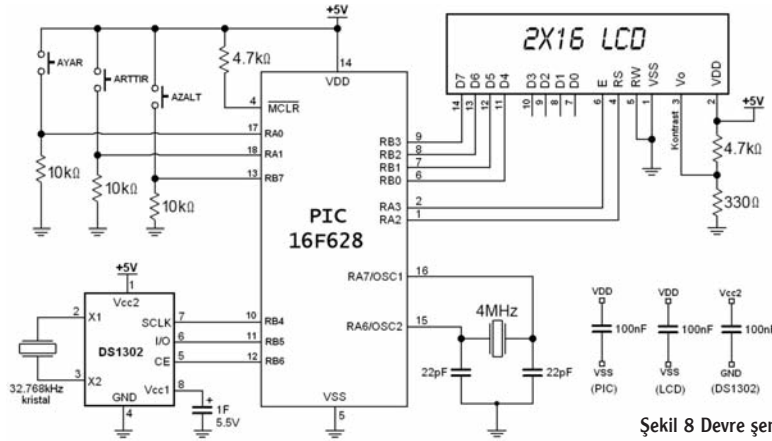 +5V
AYAR
ARTTIR
AZALT
4.7kΩ
14
VDD
4
MCLR
17
RA0
18
RA1
13
RB7
10kΩ
10kΩ
10kΩ
PIC
16F628
2X16 LCD
D7 D6 D5 D4 D3 D2 D1 D0 E RS RW VSS Vo VDD
14 13 12 11 10 9 8 7 6 4 5 1 3 2
Kontrast
+5V
4.7kΩ
330Ω
RB3 9
RB2 8
RB1 7
RB0 6
RA3 2
RA2 1
RA7/OSC1 16
RA6/OSC2 15
4MHz
22pF
22pF
VSS
5
+5V
1
Vcc2
2 X1
3 X2
DS1302
SCLK 7
I/O 6
CE 5
Vcc1 8
GND
4
10 RB4
11 RB5
12 RB6
32.768kHz
kristal
+
1F
5.5V
VDD
100nF
VSS
(PIC)
VDD
100nF
VSS
(LCD)
Vcc2
100nF
GND
(DS1302)
Şekil 8 Devre şer